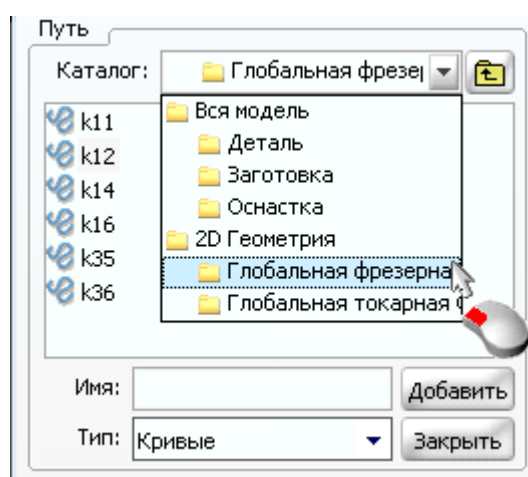 Путь
Каталог: Глобальная фрезе
k11
k12
k14
k16
k35
k36
Вся модель
Деталь
Заготовка
Оснастка
2D Геометрия
Глобальная фрезерна
Глобальная токарная
Имя: Добавить
Тип: Кривые Закрыть